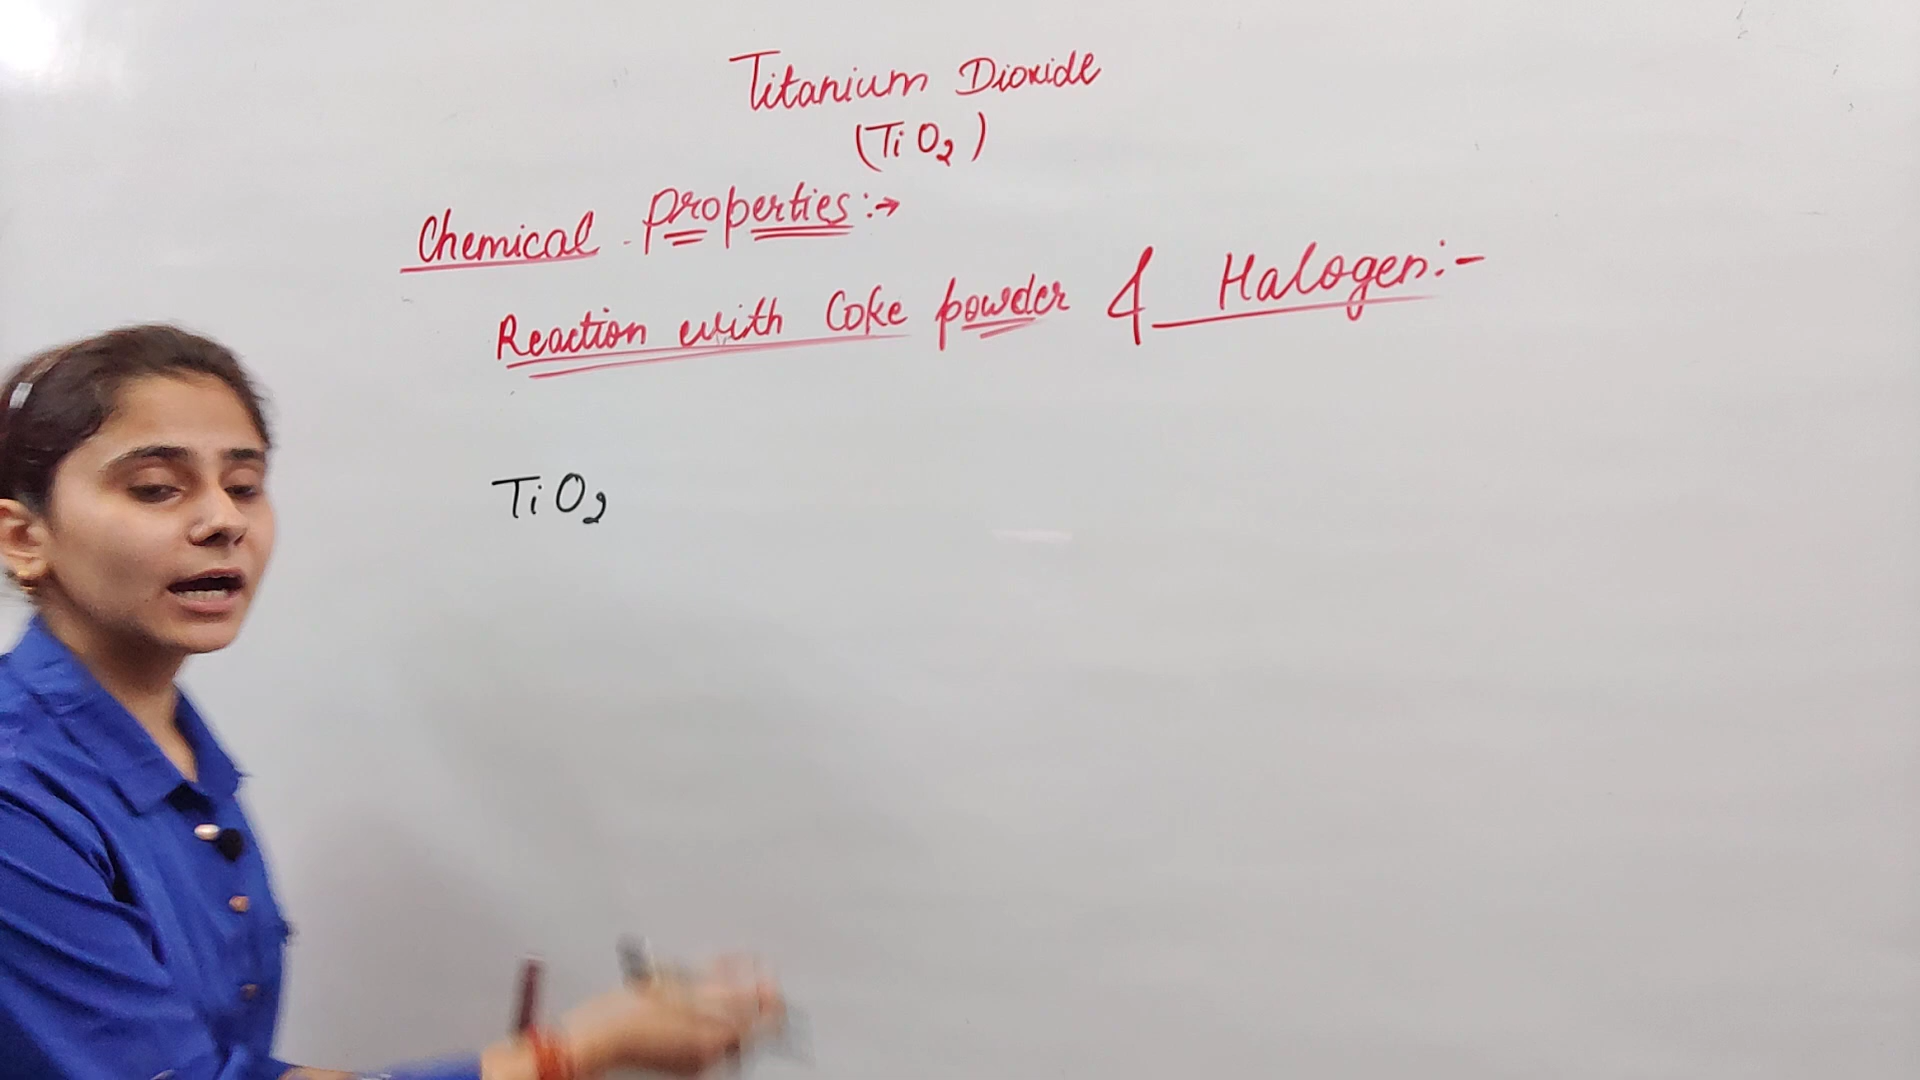 Titanium Dioxide
(TiO₂)
Chemical Properties:→
Reaction with Coke powder & Halogen:-
TiO₂